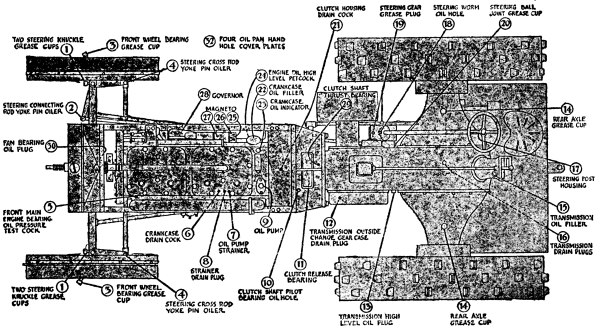 TWO STEERING KNUCKLE
GREASE CUPS
1
3
FRONT WHEEL BEARING
GREASE CUP
4
STEERING CROSS ROD
YOKE PIN OILER
57
FOUR OIL PAN HAND
HOLE COVER PLATES
CLUTCH HOUSING
DRAIN COCK
21
STEERING GEAR
GREASE PLUG
19
STEERING WORM
OIL HOLE
18
STEERING BALL
JOINT GREASE CUP
20
STEERING CONNECTING
ROD YOKE PIN OILER
2
28
GOVERNOR
MAGNETO
27 26 25
24
ENGINE OIL HIGH
LEVEL PETCOCK
22
CRANKCASE
OIL FILLER
23
CRANKCASE
OIL INDICATOR
CLUTCH SHAFT
THRUST BEARING
29
14
REAR AXLE
GREASE CUP
FAN BEARING
OIL PLUG
30
17
STEERING POST
HOUSING
5
FRONT MAIN
ENGINE BEARING
OIL PRESSURE
TEST COCK
CRANKCASE
DRAIN COCK
6
7
OIL PUMP
STRAINER
8
STRAINER
DRAIN PLUG
9
OIL PUMP
10
CLUTCH SHAFT PILOT
BEARING OIL HOLE
11
CLUTCH RELEASE
BEARING
12
TRANSMISSION OUTSIDE
CHANGE GEAR CASE
DRAIN PLUG
15
TRANSMISSION
OIL FILLER
16
TRANSMISSION
DRAIN PLUGS
TWO STEERING
KNUCKLE GREASE
CUPS
1
3
FRONT WHEEL
BEARING GREASE
CUP
4
STEERING CROSS ROD
YOKE PIN OILER.
13
TRANSMISSION HIGH
LEVEL OIL PLUG
14
REAR AXLE
GREASE CUP